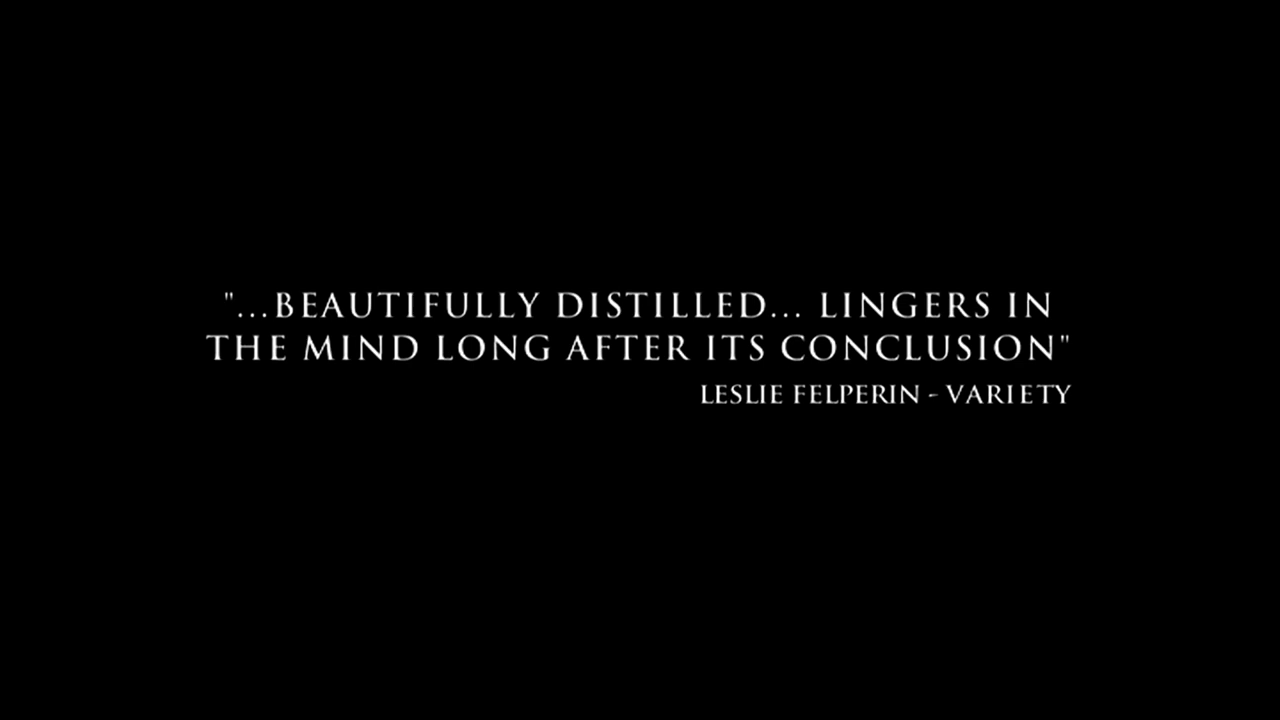 "...BEAUTIFULLY DISTILLED... LINGERS IN
THE MIND LONG AFTER ITS CONCLUSION"
LESLIE FELPERIN - VARIETY